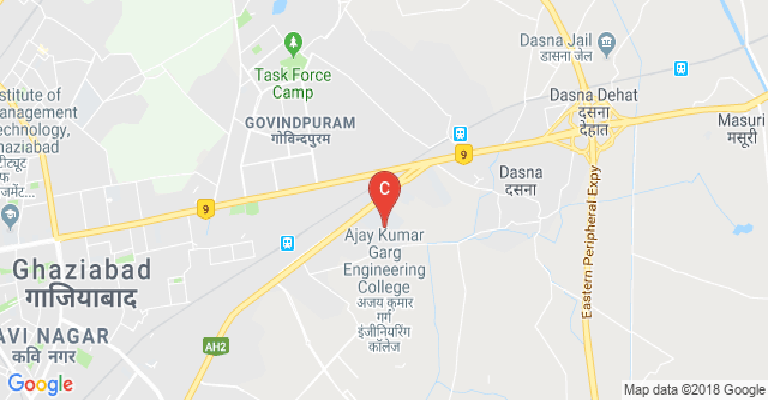 Dasna Jail
डासना जेल
Task Force
Camp
Dasna Dehat
दसना
देहात
nstitute of
anagement
echnology,
haziabad
GOVINDPURAM
गोविन्दपुरम
Masuri
मसूरी
9
Dasna
दसना
C
9
Ajay Kumar
Garg
Engineering
College
अजय कुमार
गर्ग
इंजीनियरिंग
कॉलेज
Eastern Peripheral Expy
Ghaziabad
गाजियाबाद
AVI NAGAR
कवि नगर
AH2
Google
Map data ©2018 Google